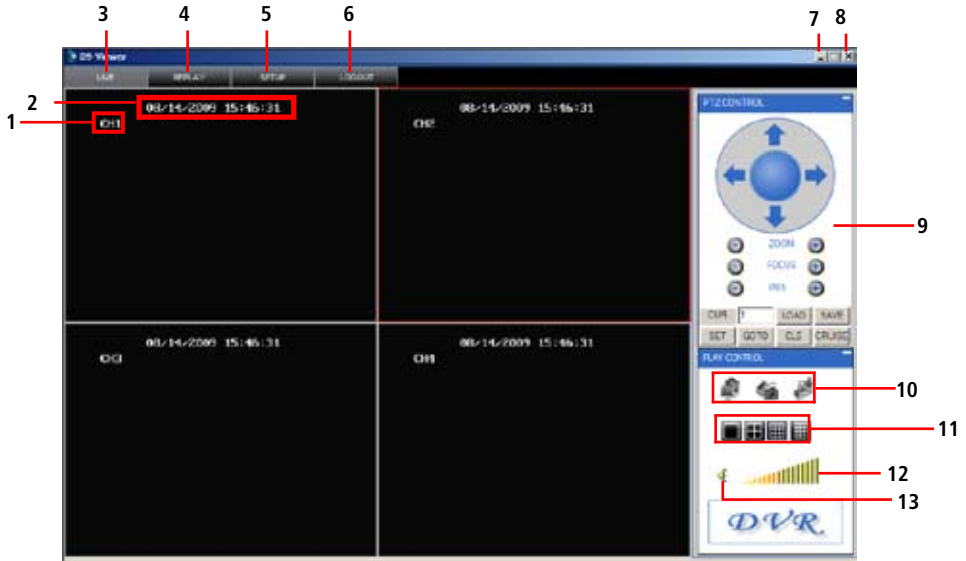 3 4 5 6 7 8
D9-Viewer
LIVE REPLAY SETUP LOGOUT
2 08/14/2009 15:46:31 08/14/2009 15:46:31
1 CH1 CH2
PTZ CONTROL
9
ZOOM
FOCUS
IRIS
CUR 1 LOAD SAVE
SET GOTO CLS CRUISE
08/14/2009 15:46:31 08/14/2009 15:46:31
CH3 CH4
PLAY CONTROL
10
11
12
13
DVR